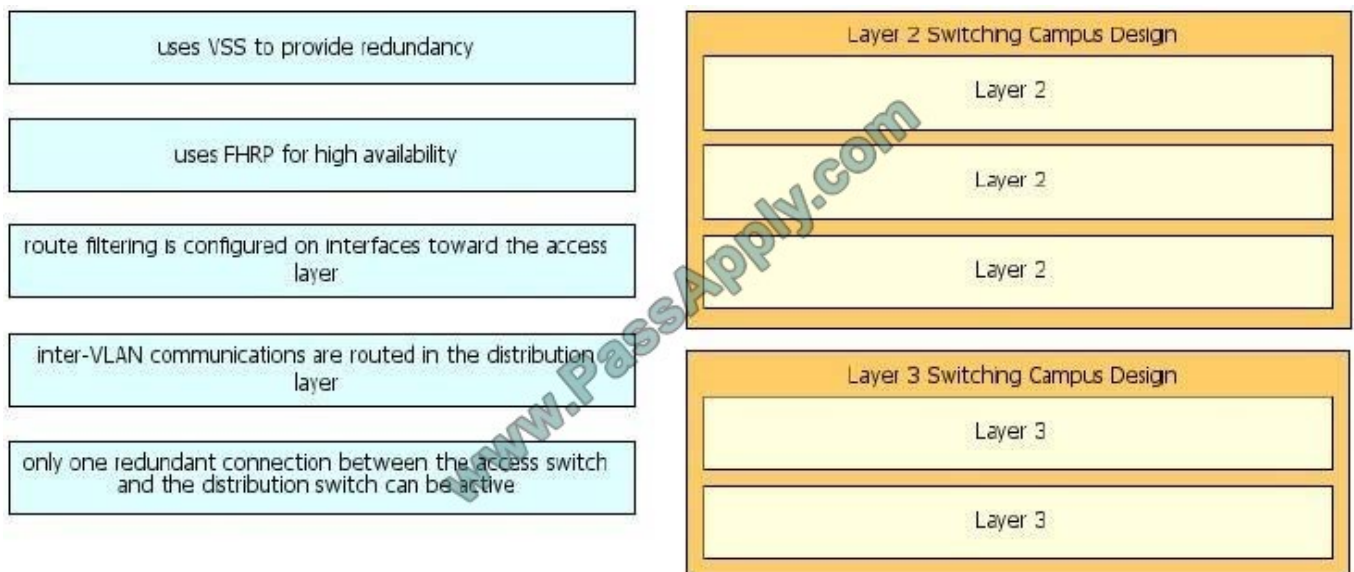 uses VSS to provide redundancy
uses FHRP for high availability
route filtering is configured on interfaces toward the access
layer
inter-VLAN communications are routed in the distribution
layer
only one redundant connection between the access switch
and the distribution switch can be active
Layer 2 Switching Campus Design
Layer 2
Layer 2
Layer 2
Layer 3 Switching Campus Design
Layer 3
Layer 3
www.PassApply.com